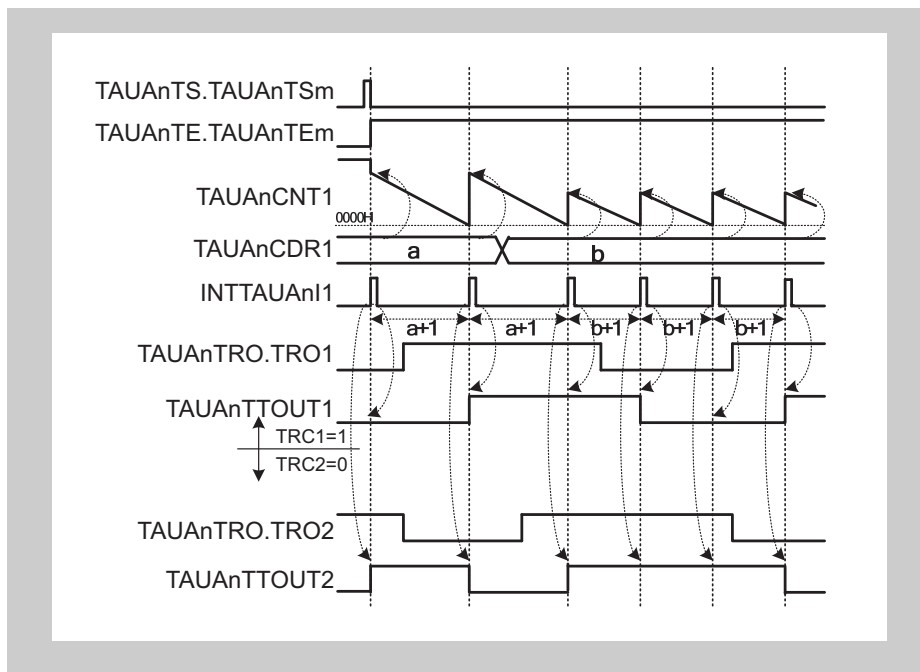 TAUAnTS.TAUAnTSm
TAUAnTE.TAUAnTEm
TAUAnCNT1
0000H
TAUAnCDR1
a
b
INTTAUAnI1
a+1 a+1 b+1 b+1 b+1
TAUAnTRO.TRO1
TAUAnTTOUT1
TRC1=1
TRC2=0
TAUAnTRO.TRO2
TAUAnTTOUT2